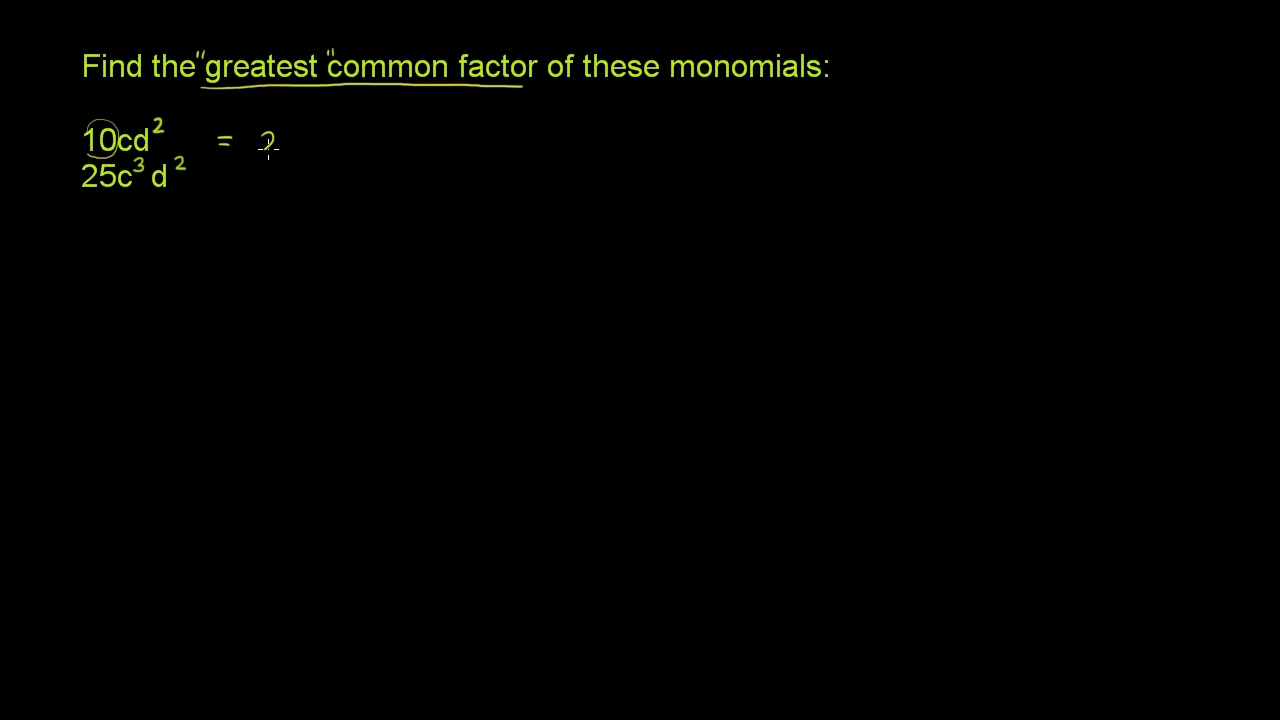 Find the "greatest "common factor of these monomials:
10cd² = 2
25c³d²